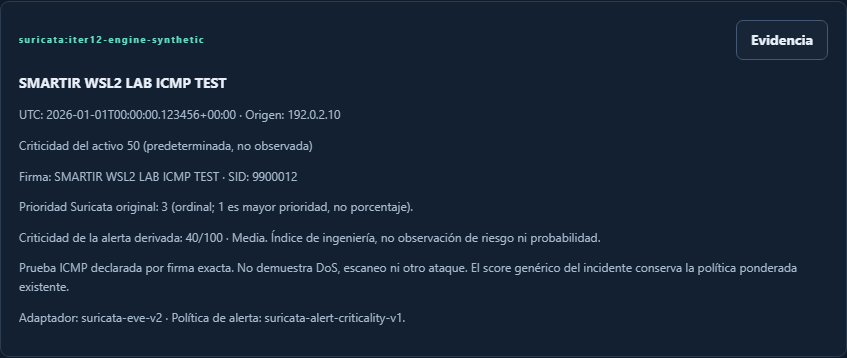 suricata:iter12-engine-synthetic
Evidencia
SMARTIR WSL2 LAB ICMP TEST
UTC: 2026-01-01T00:00:00.123456+00:00 · Origen: 192.0.2.10
Criticidad del activo 50 (predeterminada, no observada)
Firma: SMARTIR WSL2 LAB ICMP TEST · SID: 9900012
Prioridad Suricata original: 3 (ordinal; 1 es mayor prioridad, no porcentaje).
Criticidad de la alerta derivada: 40/100 · Media. Índice de ingeniería, no observación de riesgo ni probabilidad.
Prueba ICMP declarada por firma exacta. No demuestra DoS, escaneo ni otro ataque. El score genérico del incidente conserva la política ponderada
existente.
Adaptador: suricata-eve-v2 · Política de alerta: suricata-alert-criticality-v1.